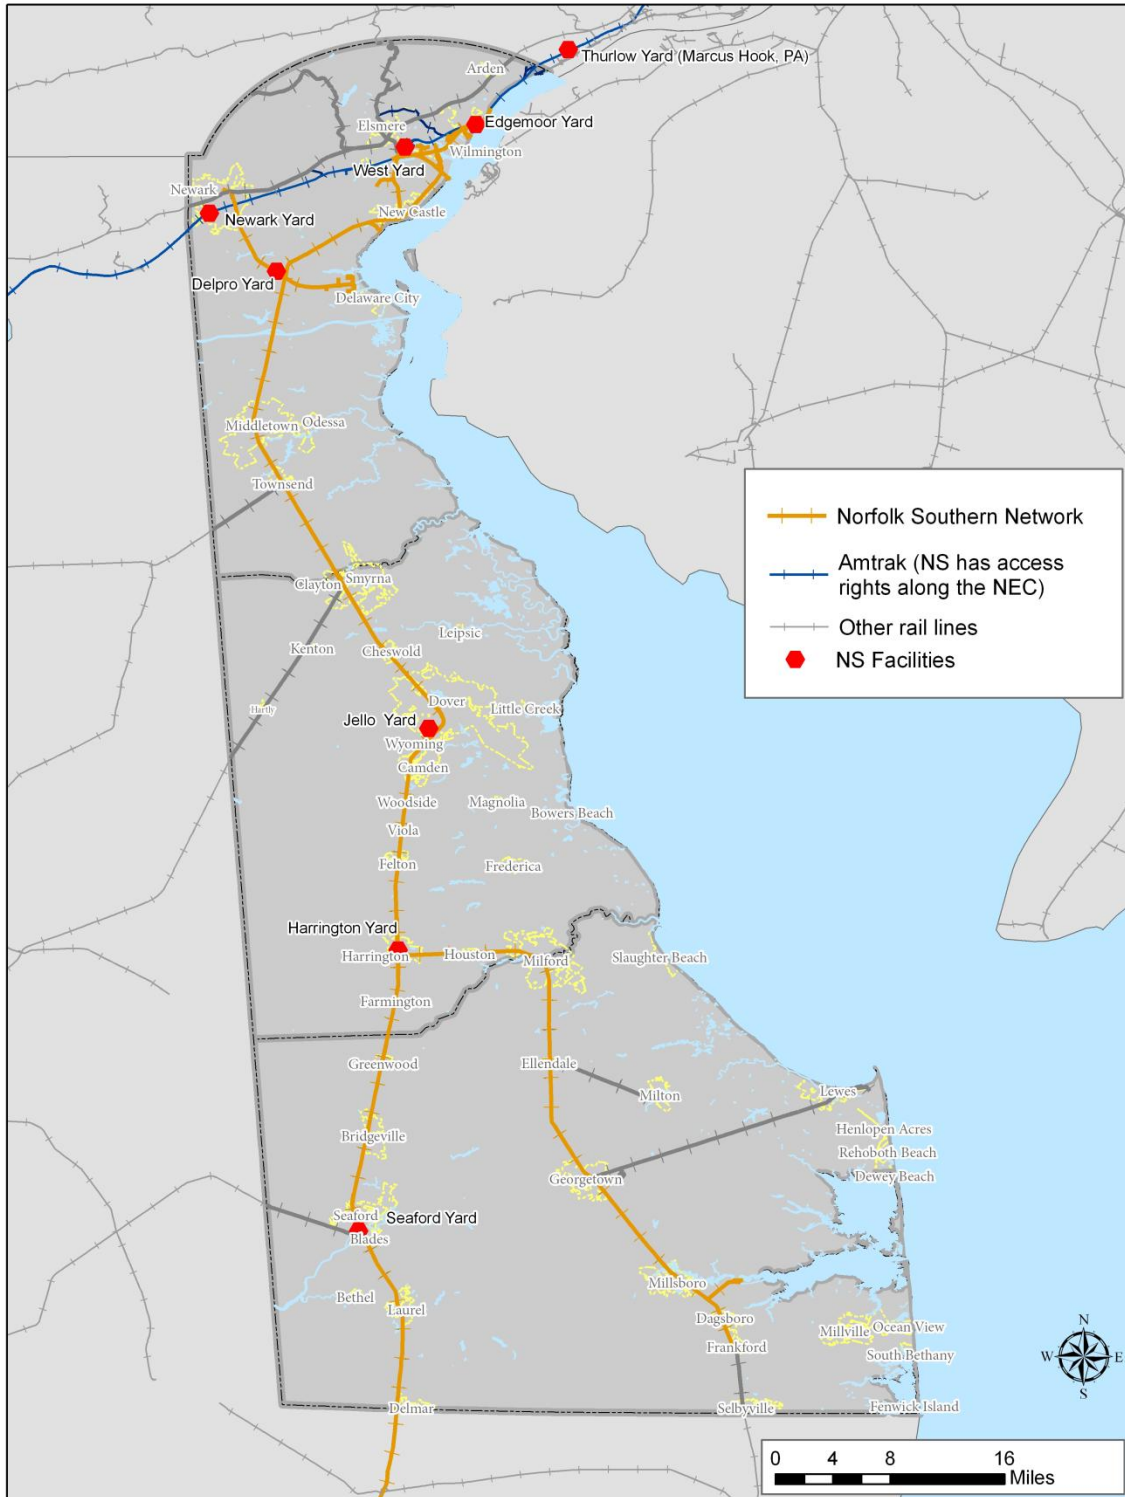 Thurlow Yard (Marcus Hook, PA)
Arden
Edgemoor Yard
Elsmere
Wilmington
West Yard
Newark
New Castle
Newark Yard
Delpro Yard
Delaware City
Middletown
Odessa
Townsend
Norfolk Southern Network
Amtrak (NS has access
rights along the NEC)
Other rail lines
NS Facilities
Clayton
Smyrna
Leipsic
Kenton
Cheswold
Hartly
Dover
Little Creek
Jello Yard
Wyoming
Camden
Woodside
Magnolia
Bowers Beach
Viola
Felton
Frederica
Harrington Yard
Harrington
Houston
Milford
Slaughter Beach
Farmington
Greenwood
Ellendale
Milton
Lewes
Henlopen Acres
Bridgeville
Rehoboth Beach
Georgetown
Dewey Beach
Seaford
Seaford Yard
Blades
Millsboro
Bethel
Laurel
Dagsboro
Millville
Ocean View
Frankford
South Bethany
Delmar
Selbyville
Fenwick Island
N
W
E
S
0 4 8 16
Miles